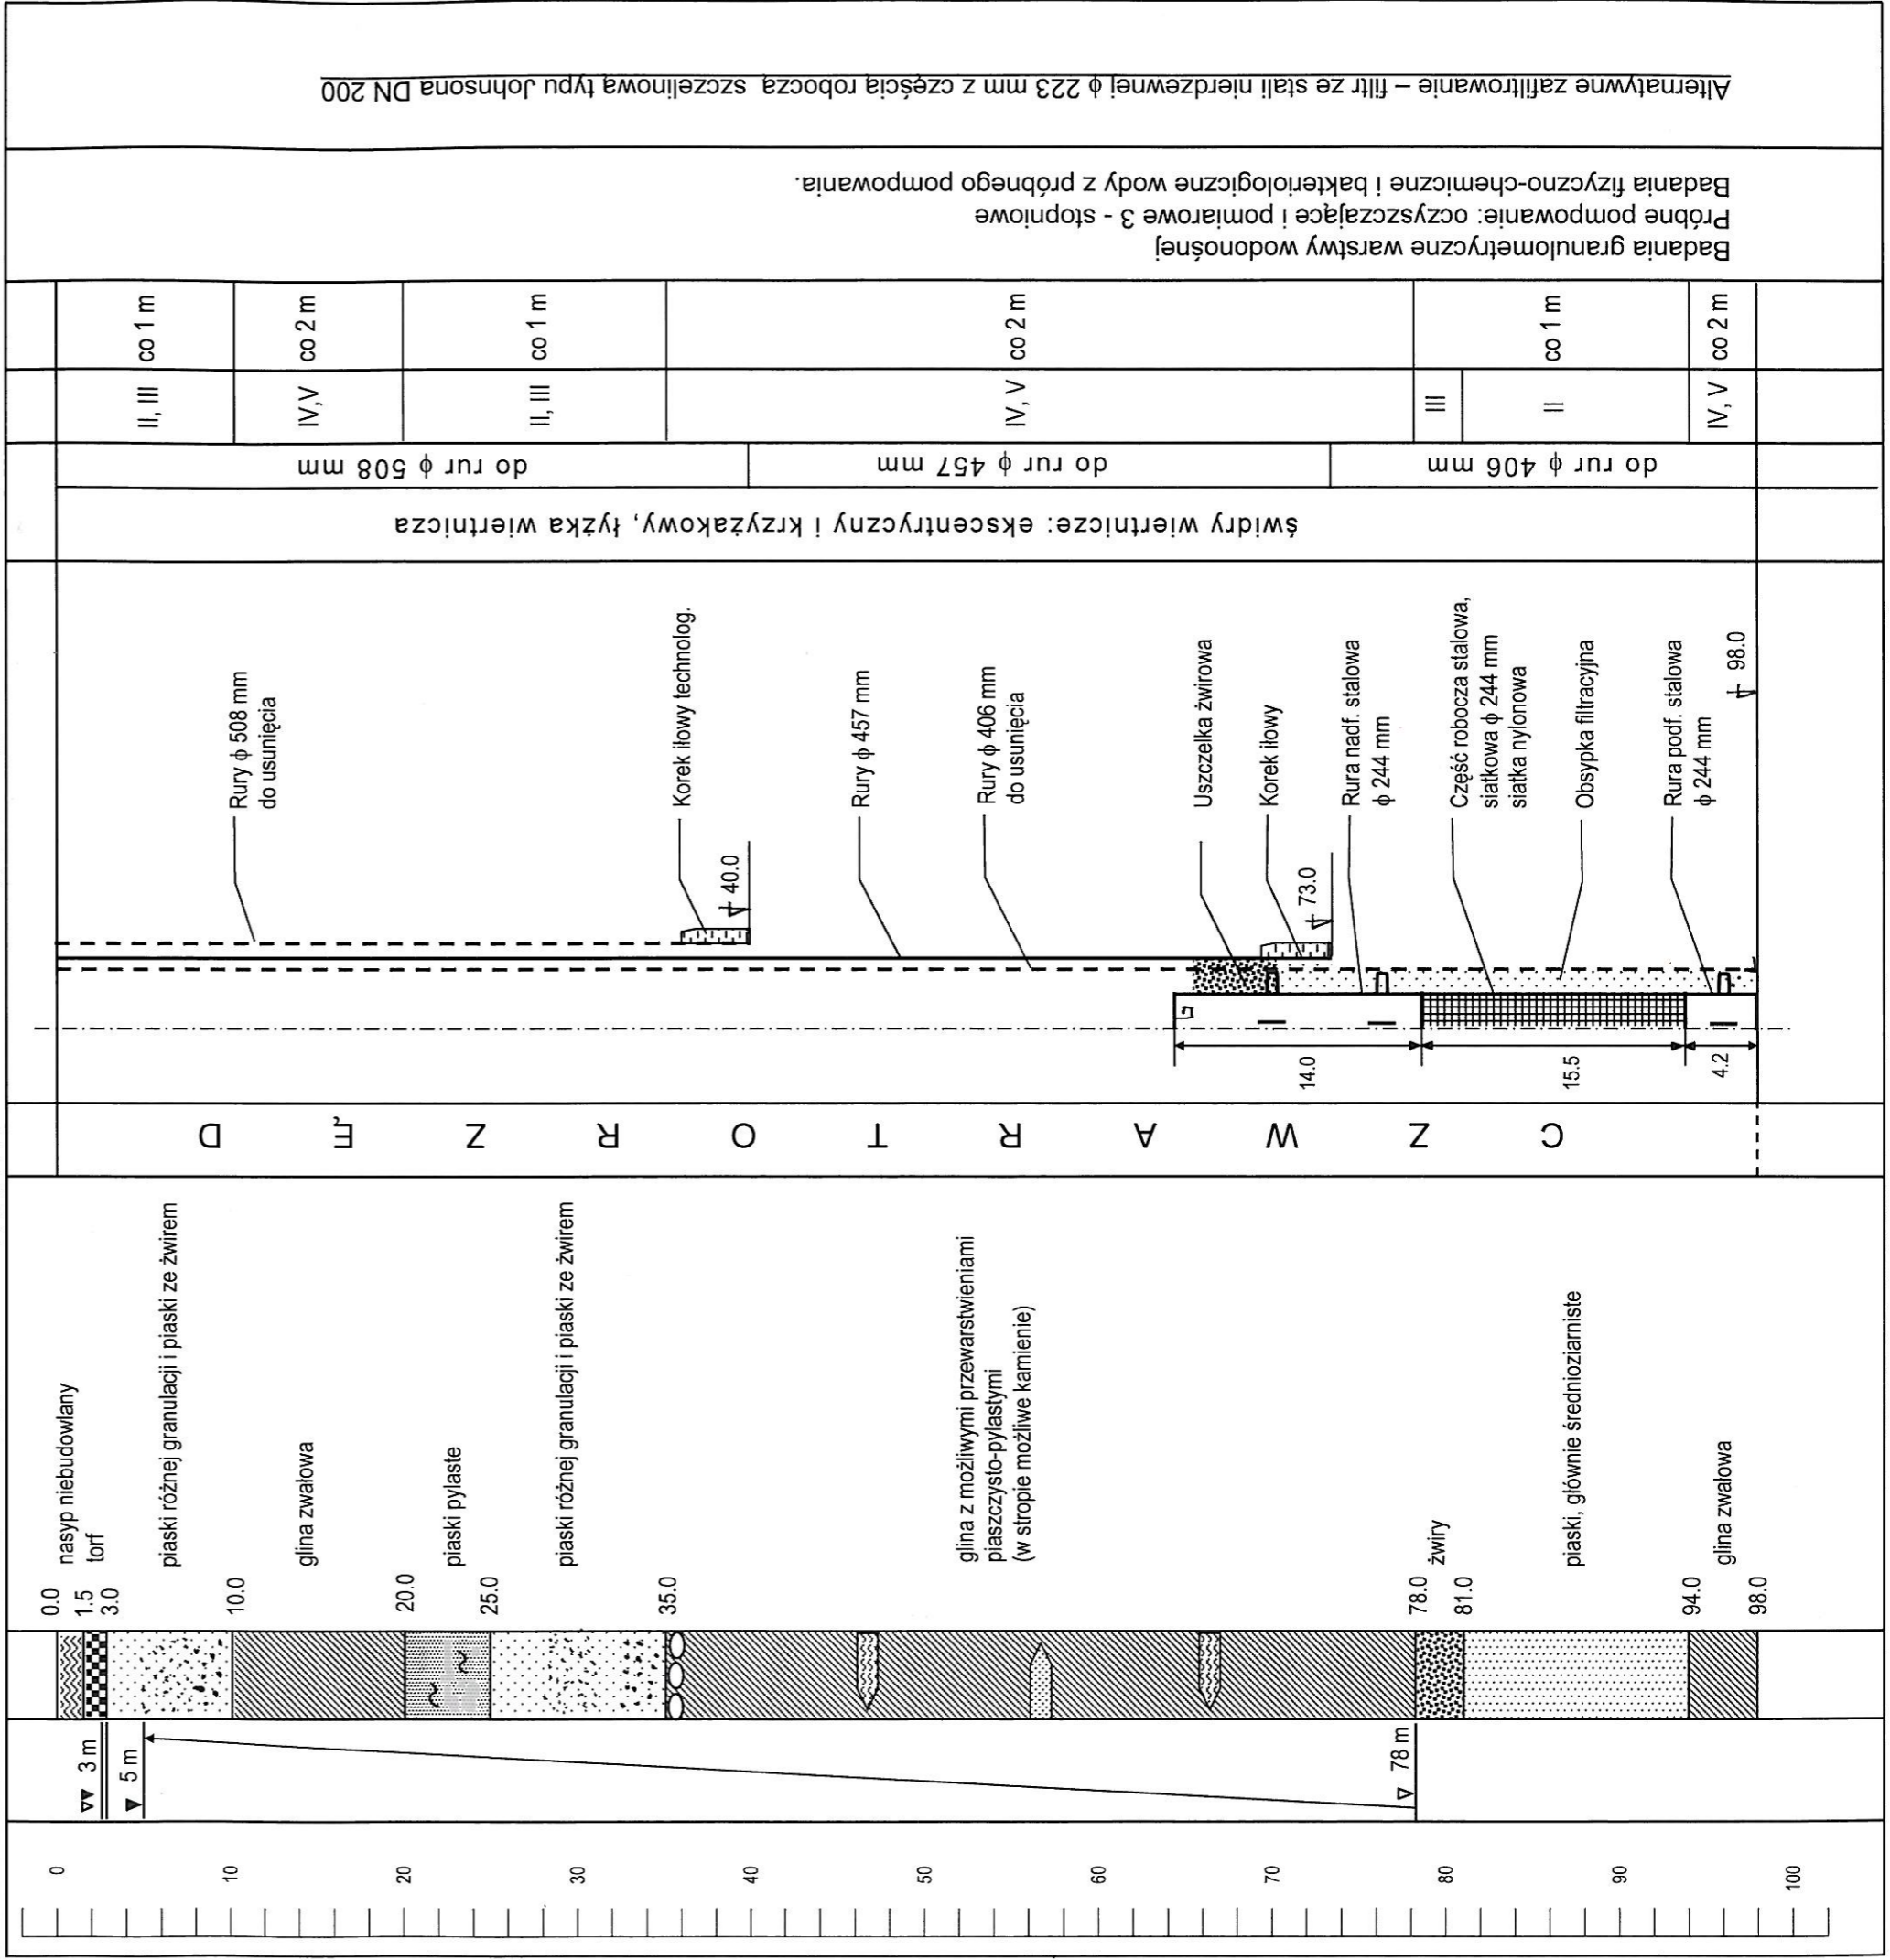 0
10
20
30
40
50
60
70
80
90
100
3 m
5 m
78 m
0.0
1.5
3.0
10.0
20.0
25.0
35.0
78.0
81.0
94.0
98.0
nasyp niebudowlany
torf
piaski różnej granulacji i piaski ze żwirem
glina zwałowa
piaski pylaste
piaski różnej granulacji i piaski ze żwirem
glina z możliwymi przewarstwieniami
piaszczysto-pylastymi
(w stropie możliwe kamienie)
żwiry
piaski, głównie średnioziarniste
glina zwałowa
C Z W A R T O R Z Ę D
14.0
15.5
4.2
Rury ϕ 508 mm
do usunięcia
Korek iłowy technolog.
40.0
Rury ϕ 457 mm
Rury ϕ 406 mm
do usunięcia
Uszczelka żwirowa
Korek iłowy
73.0
Rura nadf. stalowa
ϕ 244 mm
Część robocza stalowa,
siatkowa ϕ 244 mm
siatka nylonowa
Obsypka filtracyjna
Rura podf. stalowa
ϕ 244 mm
98.0
świdry wiertnicze: ekscentryczny i krzyżakowy, łyżka wiertnicza
do rur ϕ 508 mm
do rur ϕ 457 mm
do rur ϕ 406 mm
II, III
IV,V
II, III
IV, V
III
II
IV, V
co 1 m
co 2 m
co 1 m
co 2 m
co 1 m
co 2 m
Badania granulometryczne warstwy wodonośnej
Próbne pompowanie: oczyszczające i pomiarowe 3 - stopniowe
Badania fizyczno-chemiczne i bakteriologiczne wody z próbnego pompowania.
Alternatywne zafiltrowanie – filtr ze stali nierdzewnej ϕ 223 mm z częścią roboczą szczelinową typu Johnsona DN 200